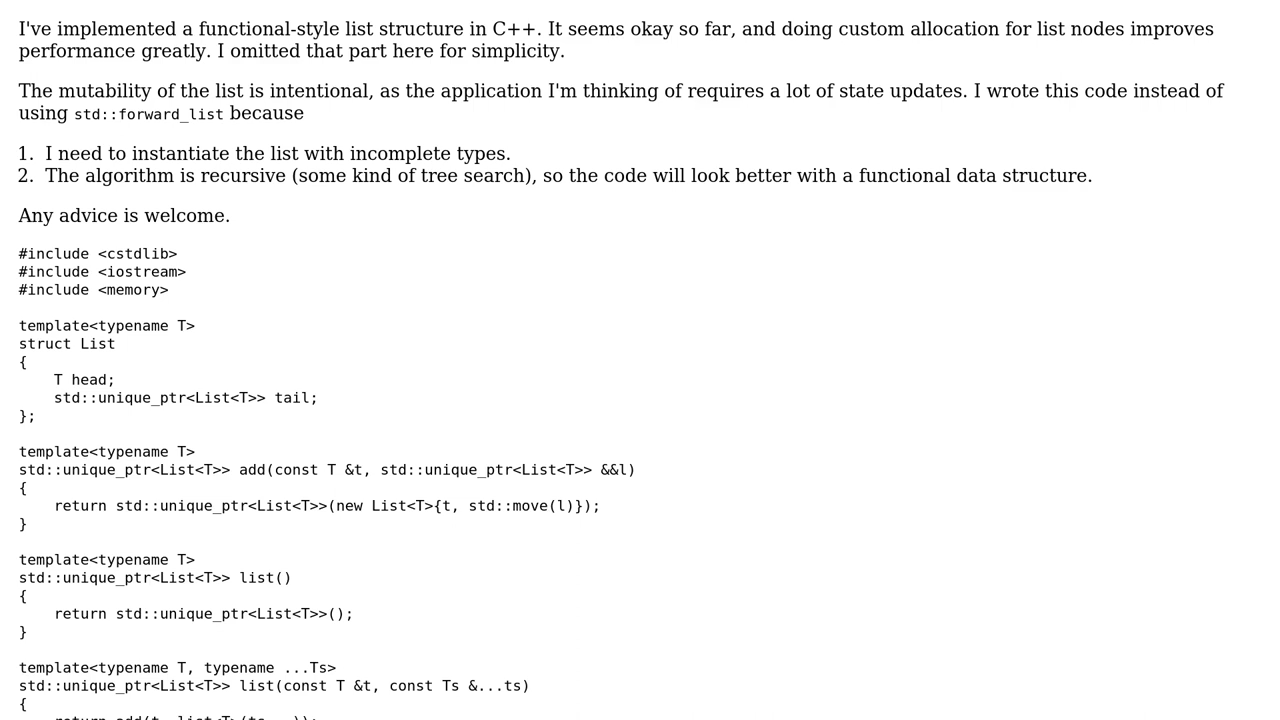 I've implemented a functional-style list structure in C++. It seems okay so far, and doing custom allocation for list nodes improves
performance greatly. I omitted that part here for simplicity.
The mutability of the list is intentional, as the application I'm thinking of requires a lot of state updates. I wrote this code instead of
using std::forward_list because
1. I need to instantiate the list with incomplete types.
2. The algorithm is recursive (some kind of tree search), so the code will look better with a functional data structure.
Any advice is welcome.
#include <cstdlib>
#include <iostream>
#include <memory>
template<typename T>
struct List
{
    T head;
    std::unique_ptr<List<T>> tail;
};
template<typename T>
std::unique_ptr<List<T>> add(const T &t, std::unique_ptr<List<T>> &&l)
{
    return std::unique_ptr<List<T>>(new List<T>{t, std::move(l)});
}
template<typename T>
std::unique_ptr<List<T>> list()
{
    return std::unique_ptr<List<T>>();
}
template<typename T, typename ...Ts>
std::unique_ptr<List<T>> list(const T &t, const Ts &...ts)
{
    return add(t, list<T>(ts...));